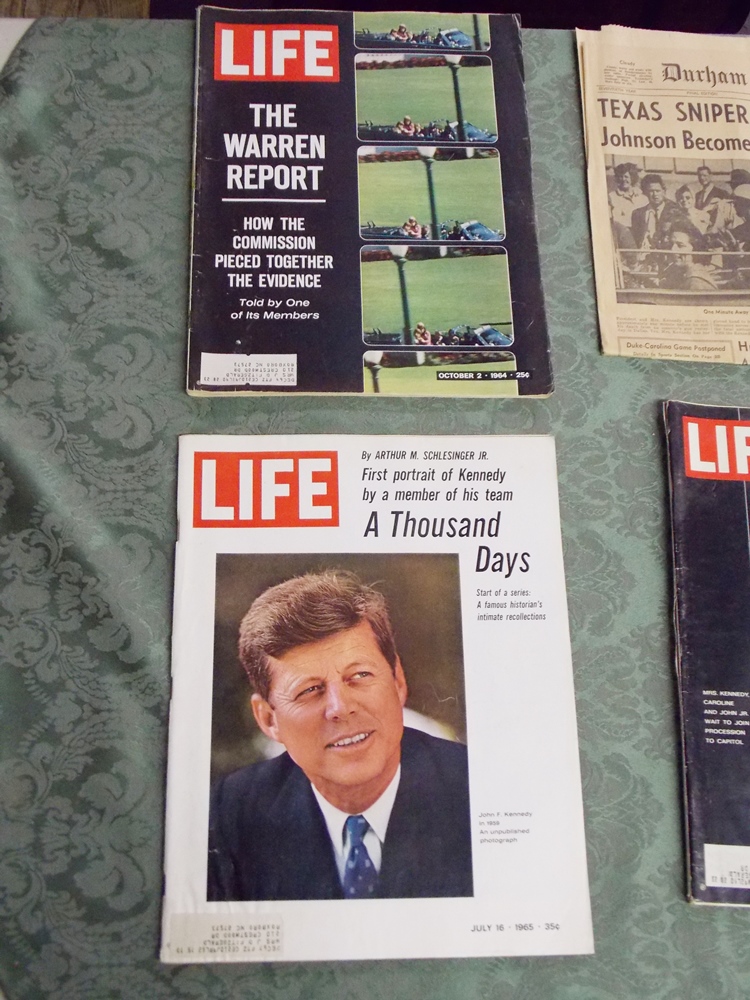 LIFE
THE
WARREN
REPORT
HOW THE
COMMISSION
PIECED TOGETHER
THE EVIDENCE
Told by One
of Its Members
OCTOBER 2 · 1964 · 25¢
Durham
TEXAS SNIPER
Johnson Become
One Minute Away
Duke-Carolina Game Postponed
LIFE
By ARTHUR M. SCHLESINGER JR.
First portrait of Kennedy
by a member of his team
A Thousand
Days
Start of a series:
A famous historian's
intimate recollections
John F. Kennedy
in 1959
An unpublished
photograph
JULY 16 · 1965 · 35¢
LIF
MRS. KENNEDY,
CAROLINE
AND JOHN JR.
WAIT TO JOIN
PROCESSION
TO CAPITOL